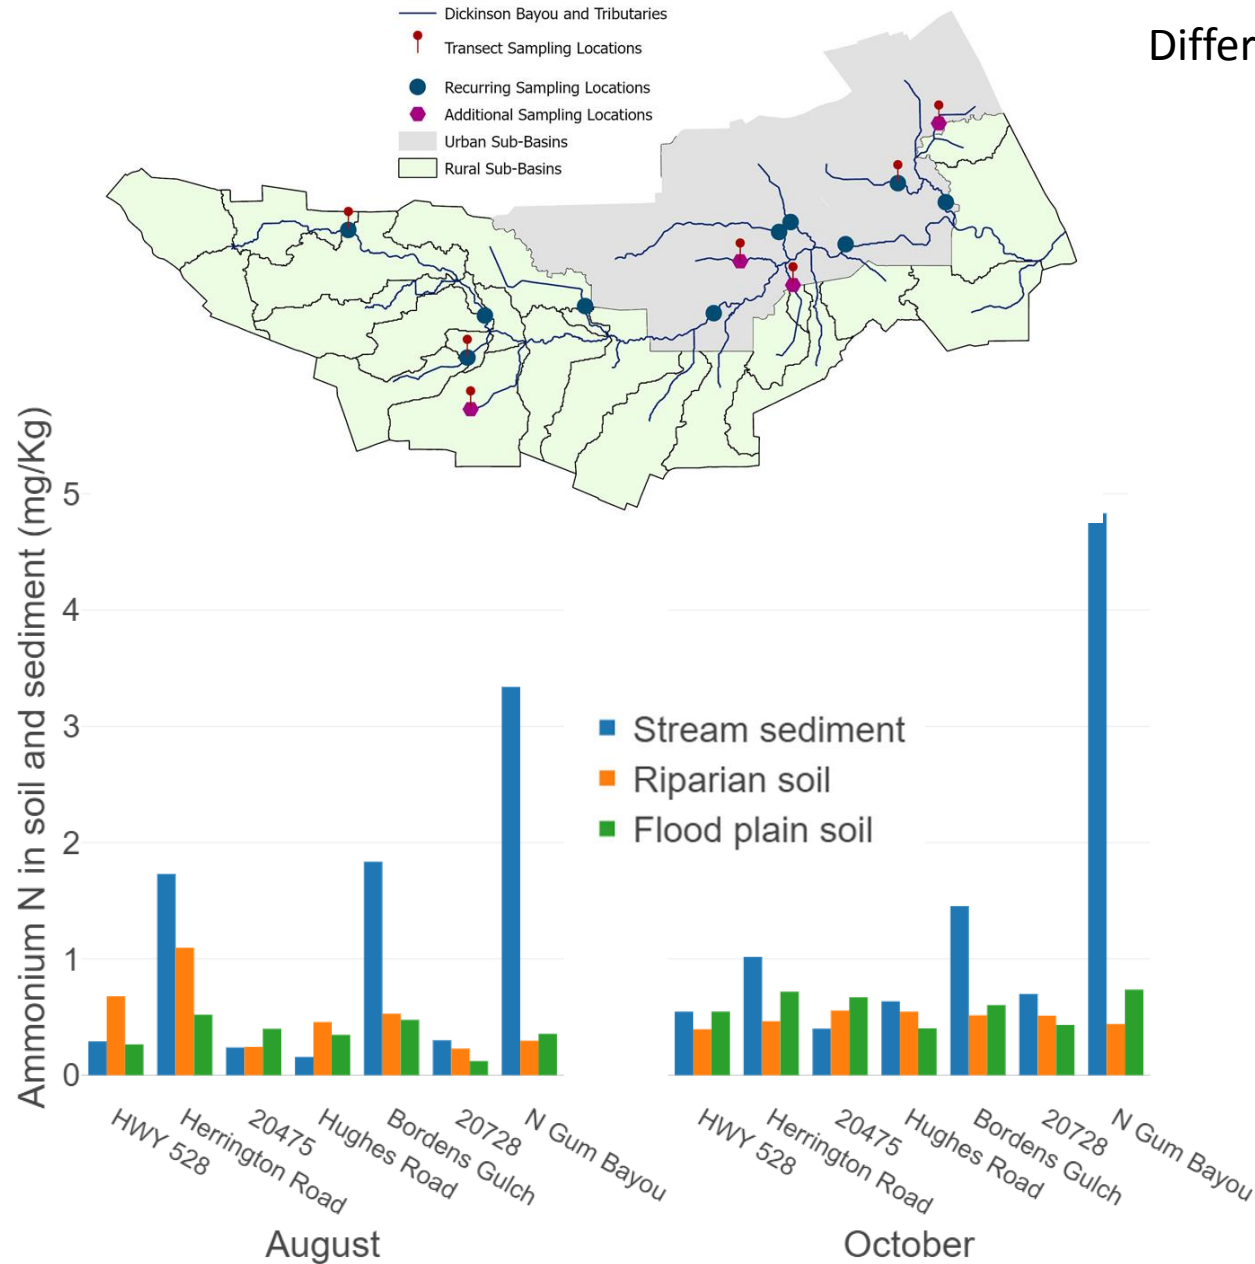 Dickinson Bayou and Tributaries
Transect Sampling Locations
Recurring Sampling Locations
Additional Sampling Locations
Urban Sub-Basins
Rural Sub-Basins
Differ
Ammonium N in soil and sediment (mg/Kg)
5
4
3
2
1
0
Stream sediment
Riparian soil
Flood plain soil
HWY 528
Herrington Road
20475
Hughes Road
Bordens Gulch
20728
N Gum Bayou
HWY 528
Herrington Road
20475
Hughes Road
Bordens Gulch
20728
N Gum Bayou
August
October